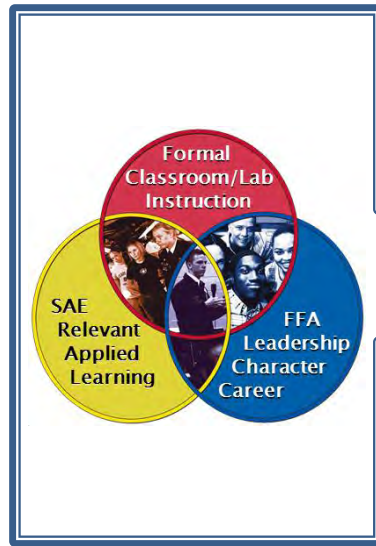 Formal
Classroom/Lab
Instruction
SAE
Relevant
Applied
Learning
FFA
Leadership
Character
Career